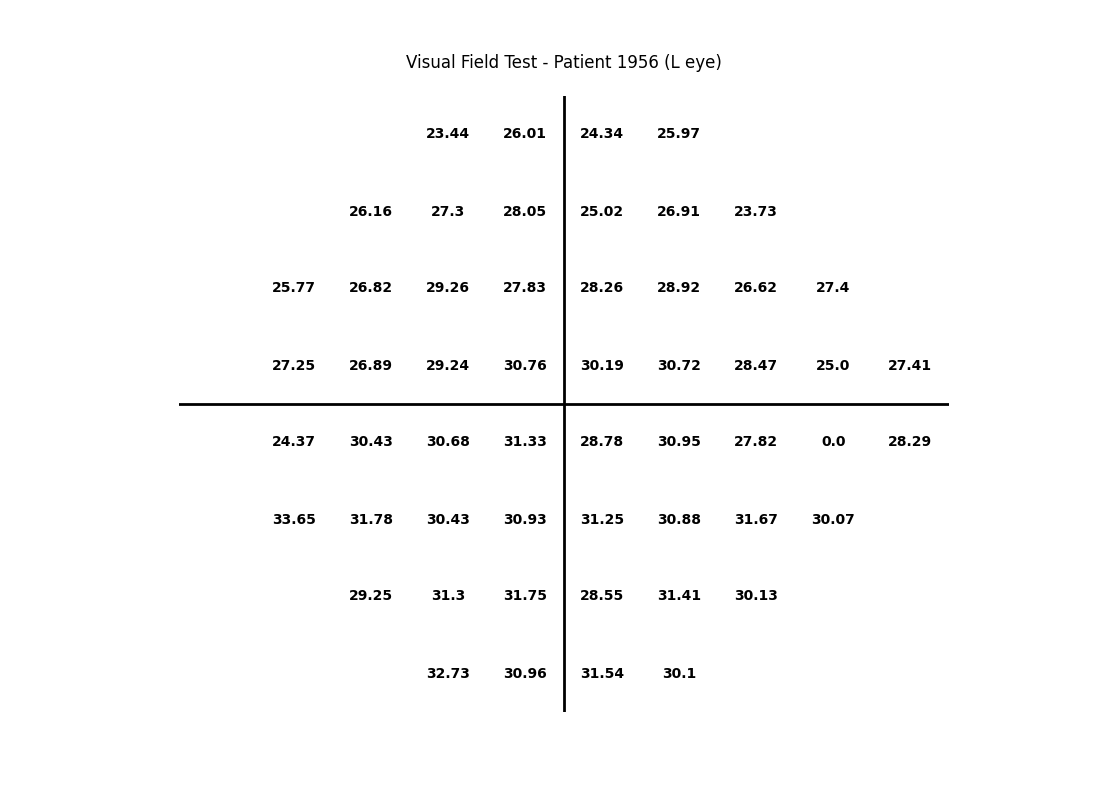 Visual Field Test - Patient 1956 (L eye)
23.44 26.01 24.34 25.97
26.16 27.3 28.05 25.02 26.91 23.73
25.77 26.82 29.26 27.83 28.26 28.92 26.62 27.4
27.25 26.89 29.24 30.76 30.19 30.72 28.47 25.0 27.41
24.37 30.43 30.68 31.33 28.78 30.95 27.82 0.0 28.29
33.65 31.78 30.43 30.93 31.25 30.88 31.67 30.07
29.25 31.3 31.75 28.55 31.41 30.13
32.73 30.96 31.54 30.1